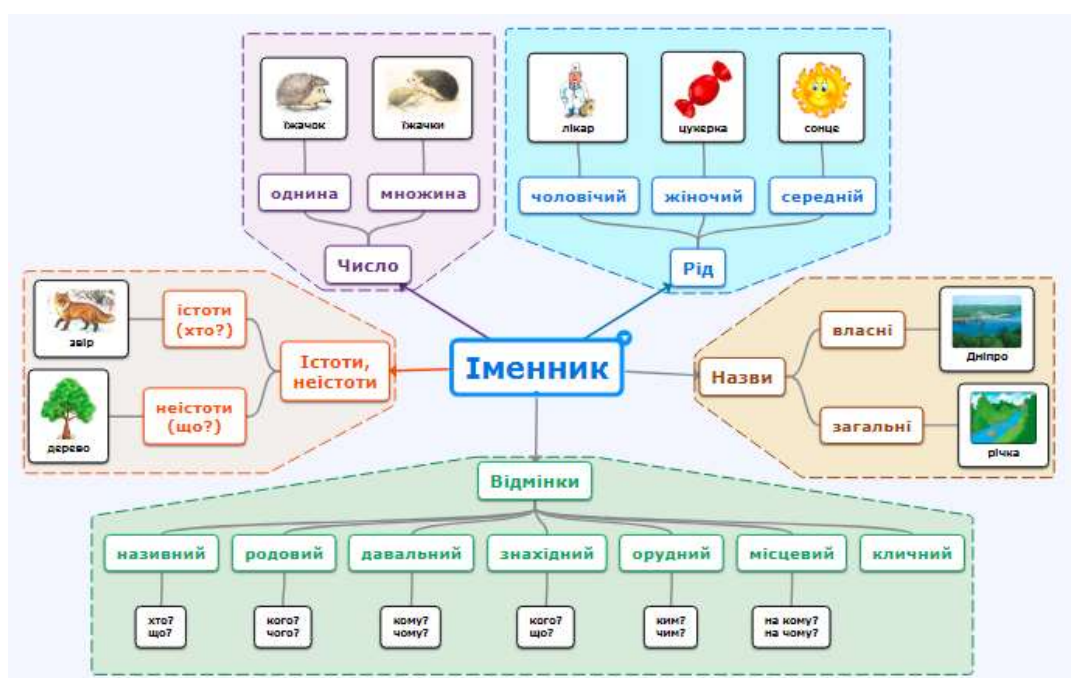 їжачок
їжачки
однина
множина
Число
лікар
цукерка
сонце
чоловічий
жіночий
середній
Рід
звір
істоти
(хто?)
дерево
неістоти
(що?)
Істоти,
неістоти
Іменник
Назви
власні
Дніпро
загальні
річка
Відмінки
називний
родовий
давальний
знахідний
орудний
місцевий
кличний
хто?
що?
кого?
чого?
кому?
чому?
кого?
що?
ким?
чим?
на кому?
на чому?